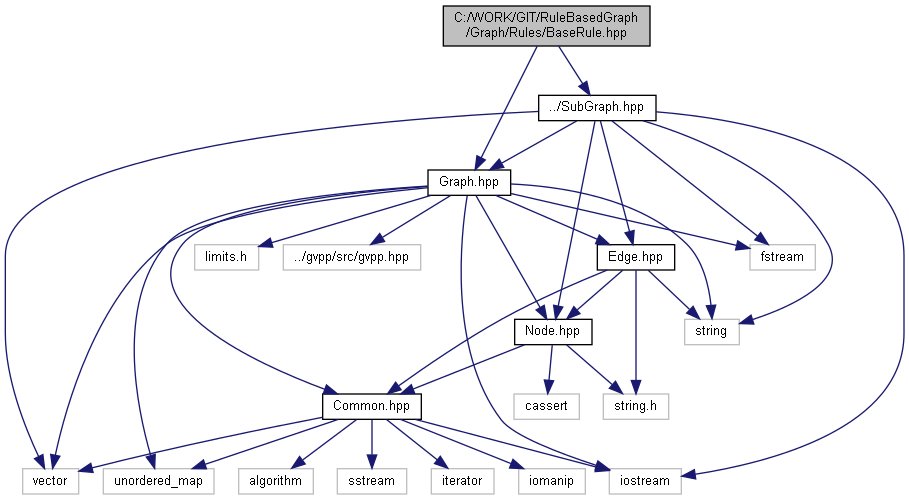 C:/WORK/GIT/RuleBasedGraph
/Graph/Rules/BaseRule.hpp
../SubGraph.hpp
Graph.hpp
limits.h
../gvpp/src/gvpp.hpp
Edge.hpp
fstream
Node.hpp
string
Common.hpp
cassert
string.h
vector
unordered_map
algorithm
sstream
iterator
iomanip
iostream